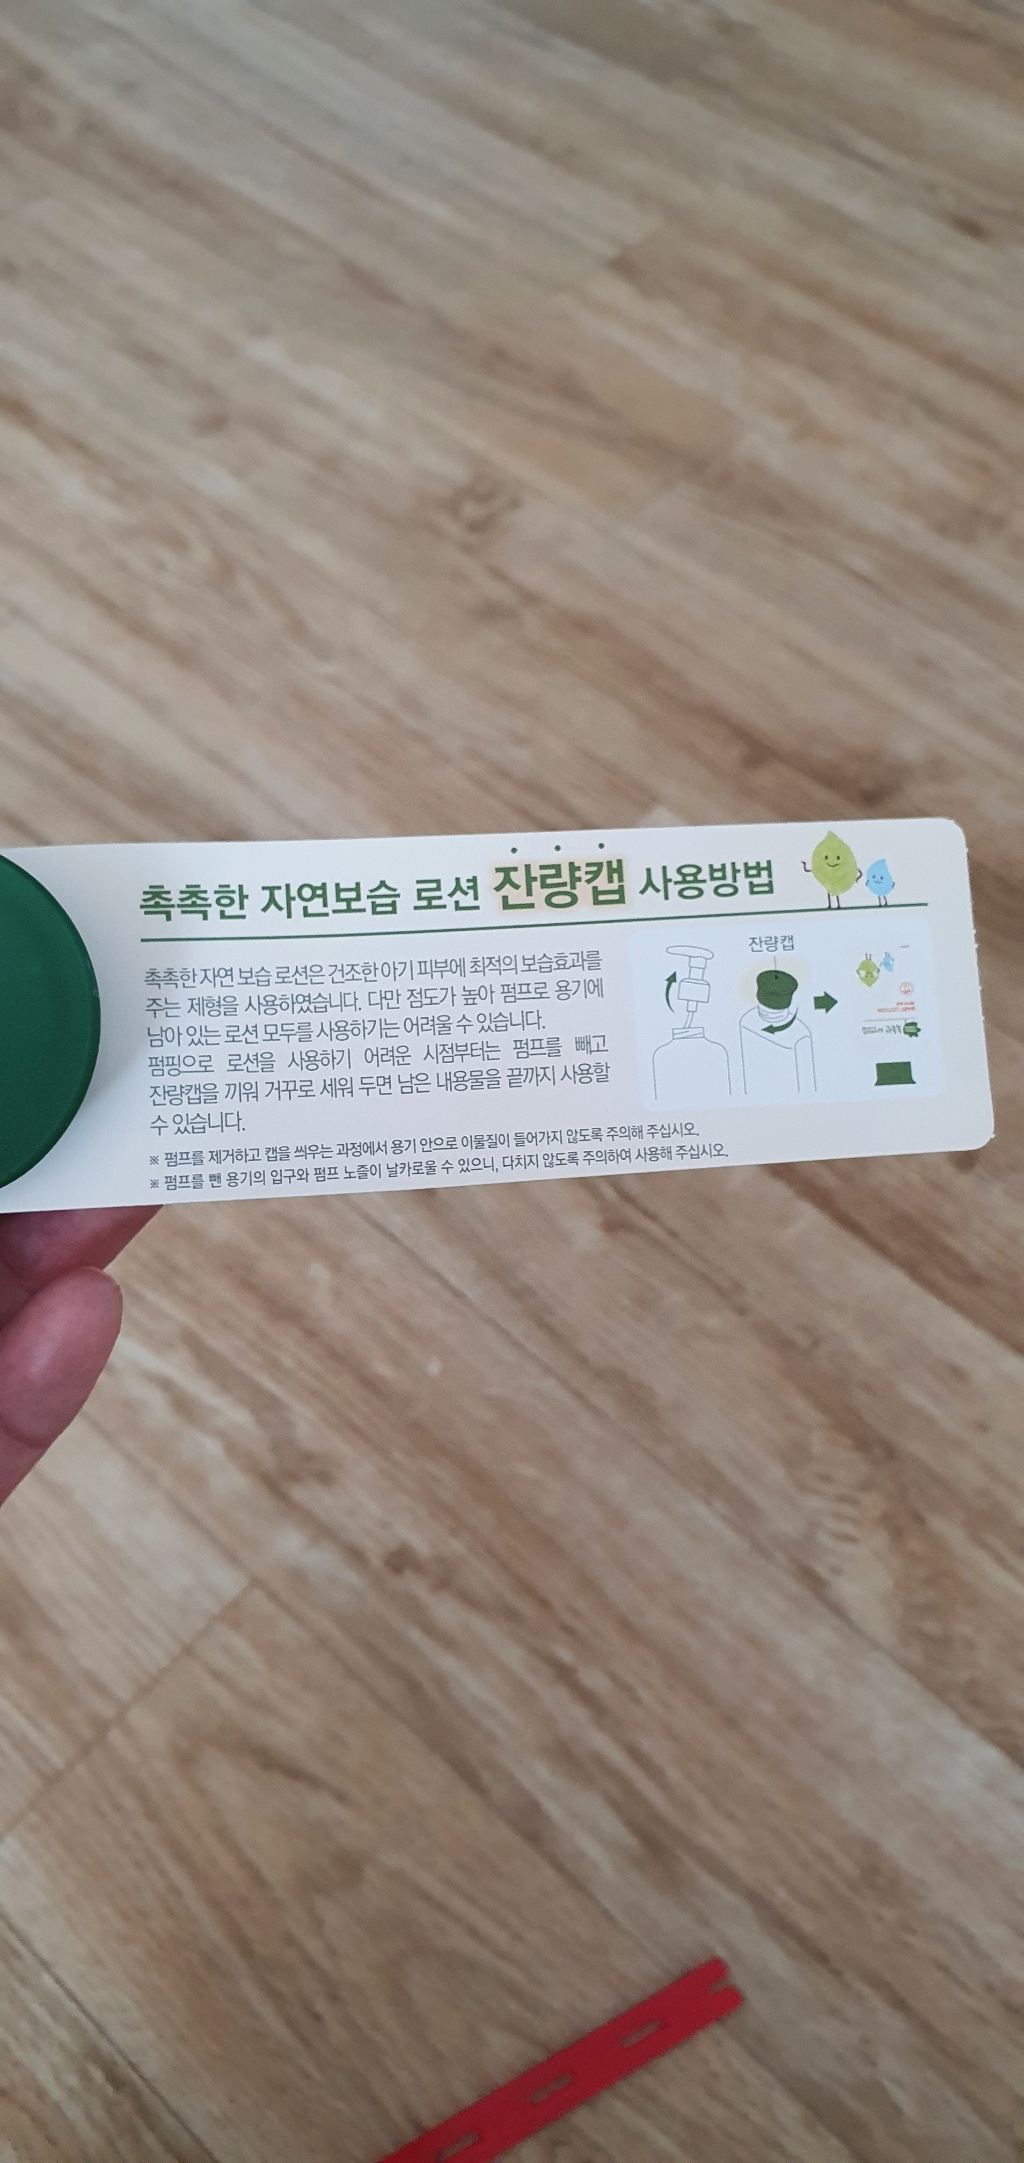 촉촉한 자연보습 로션 잔량캡 사용방법
촉촉한 자연 보습 로션은 건조한 아기 피부에 최적의 보습효과를
주는 제형을 사용하였습니다. 다만 점도가 높아 펌프로 용기에
남아 있는 로션 모두를 사용하기는 어려울 수 있습니다.
펌핑으로 로션을 사용하기 어려운 시점부터는 펌프를 빼고
잔량캡을 끼워 거꾸로 세워 두면 남은 내용물을 끝까지 사용할
수 있습니다.
잔량캡
※ 펌프를 제거하고 캡을 씌우는 과정에서 용기 안으로 이물질이 들어가지 않도록 주의해 주십시오.
※ 펌프를 뺀 용기의 입구와 펌프 노즐이 날카로울 수 있으니, 다치지 않도록 주의하여 사용해 주십시오.